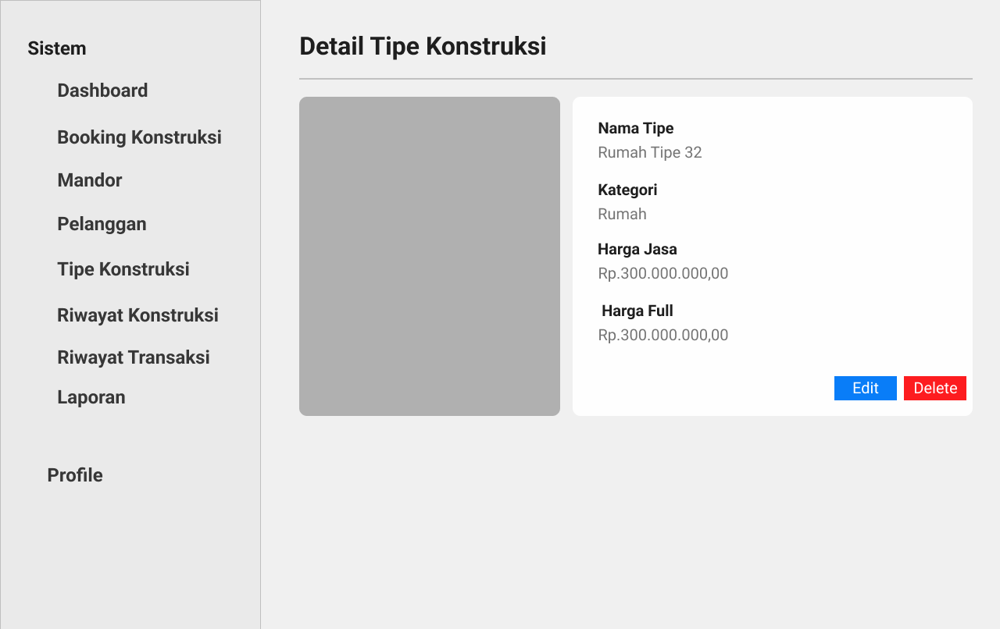 Sistem
Dashboard
Booking Konstruksi
Mandor
Pelanggan
Tipe Konstruksi
Riwayat Konstruksi
Riwayat Transaksi
Laporan
Profile
Detail Tipe Konstruksi
Nama Tipe
Rumah Tipe 32
Kategori
Rumah
Harga Jasa
Rp.300.000.000,00
Harga Full
Rp.300.000.000,00
Edit Delete